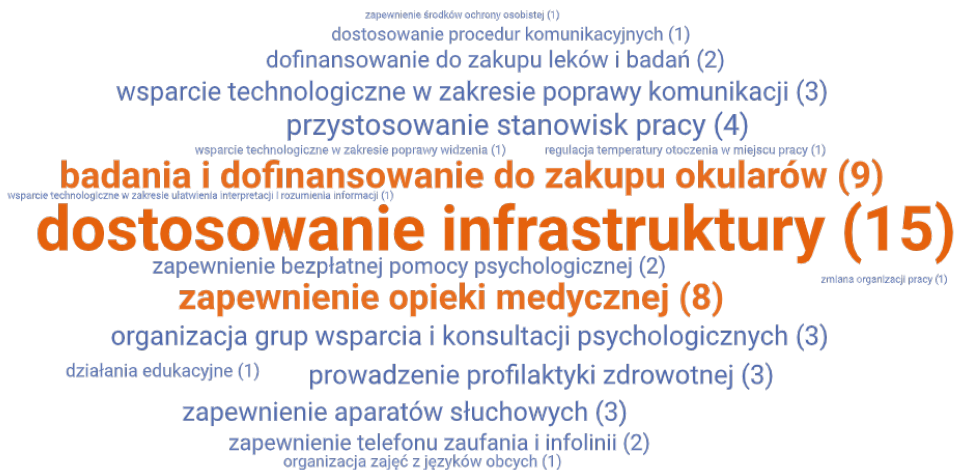 zapewnienie środków ochrony osobistej (1)
dostosowanie procedur komunikacyjnych (1)
dofinansowanie do zakupu leków i badań (2)
wsparcie technologiczne w zakresie poprawy komunikacji (3)
przystosowanie stanowisk pracy (4)
wsparcie technologiczne w zakresie poprawy widzenia (1)
regulacja temperatury otoczenia w miejscu pracy (1)
badania i dofinansowanie do zakupu okularów (9)
wsparcie technologiczne w zakresie ułatwienia interpretacji i rozumienia informacji (1)
dostosowanie infrastruktury (15)
zapewnienie bezpłatnej pomocy psychologicznej (2)
zmiana organizacji pracy (1)
zapewnienie opieki medycznej (8)
organizacja grup wsparcia i konsultacji psychologicznych (3)
działania edukacyjne (1)
prowadzenie profilaktyki zdrowotnej (3)
zapewnienie aparatów słuchowych (3)
zapewnienie telefonu zaufania i infolinii (2)
organizacja zajęć z języków obcych (1)